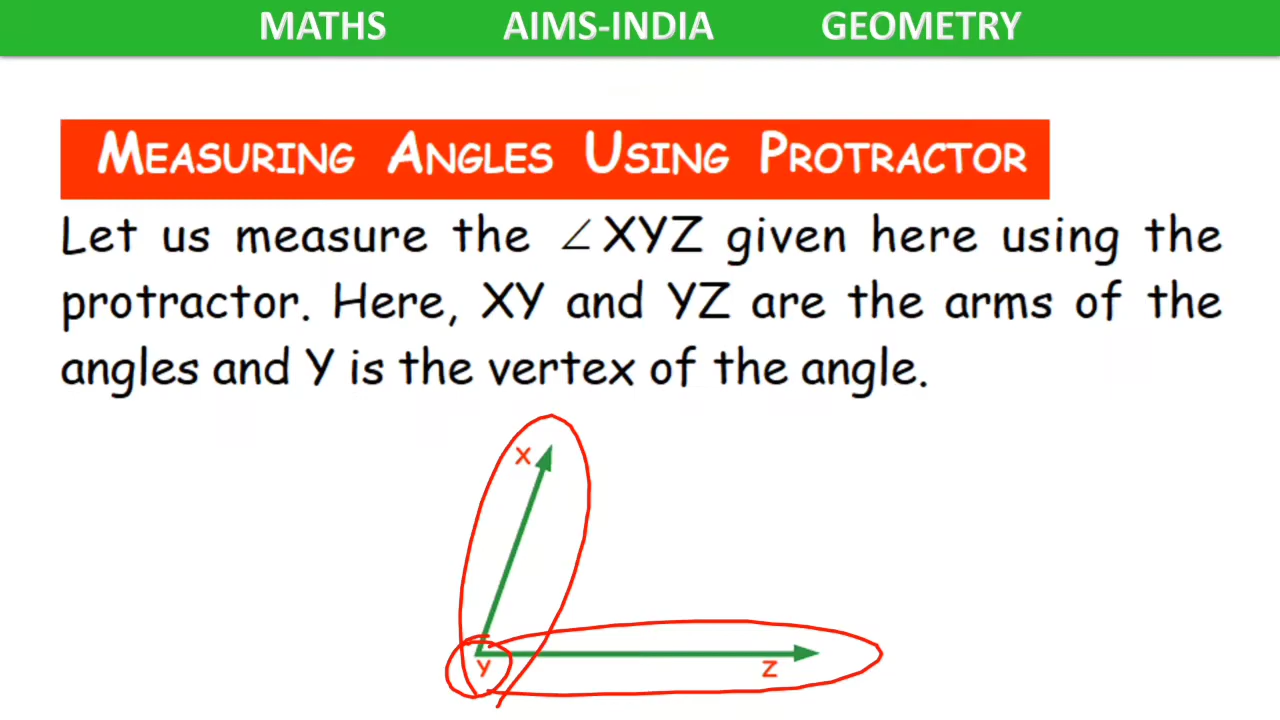 MATHS AIMS-INDIA GEOMETRY
MEASURING ANGLES USING PROTRACTOR
Let us measure the ∠XYZ given here using the
protractor. Here, XY and YZ are the arms of the
angles and Y is the vertex of the angle.
X
Y Z